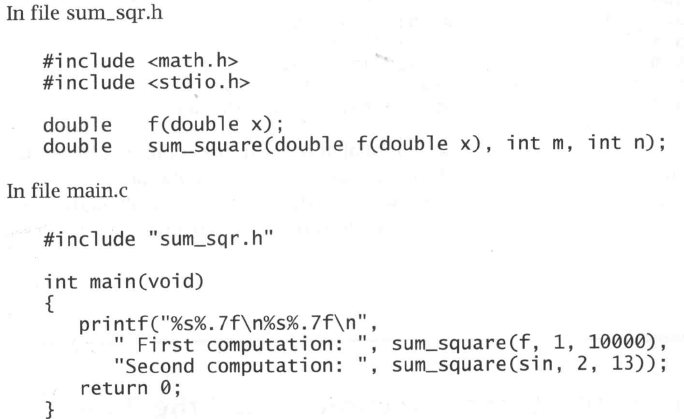 In file sum_sqr.h
#include <math.h>
#include <stdio.h>
double   f(double x);
double   sum_square(double f(double x), int m, int n);
In file main.c
#include "sum_sqr.h"
int main(void)
{
   printf("%s%.7f\n%s%.7f\n",
      " First computation: ", sum_square(f, 1, 10000),
      "Second computation: ", sum_square(sin, 2, 13));
   return 0;
}